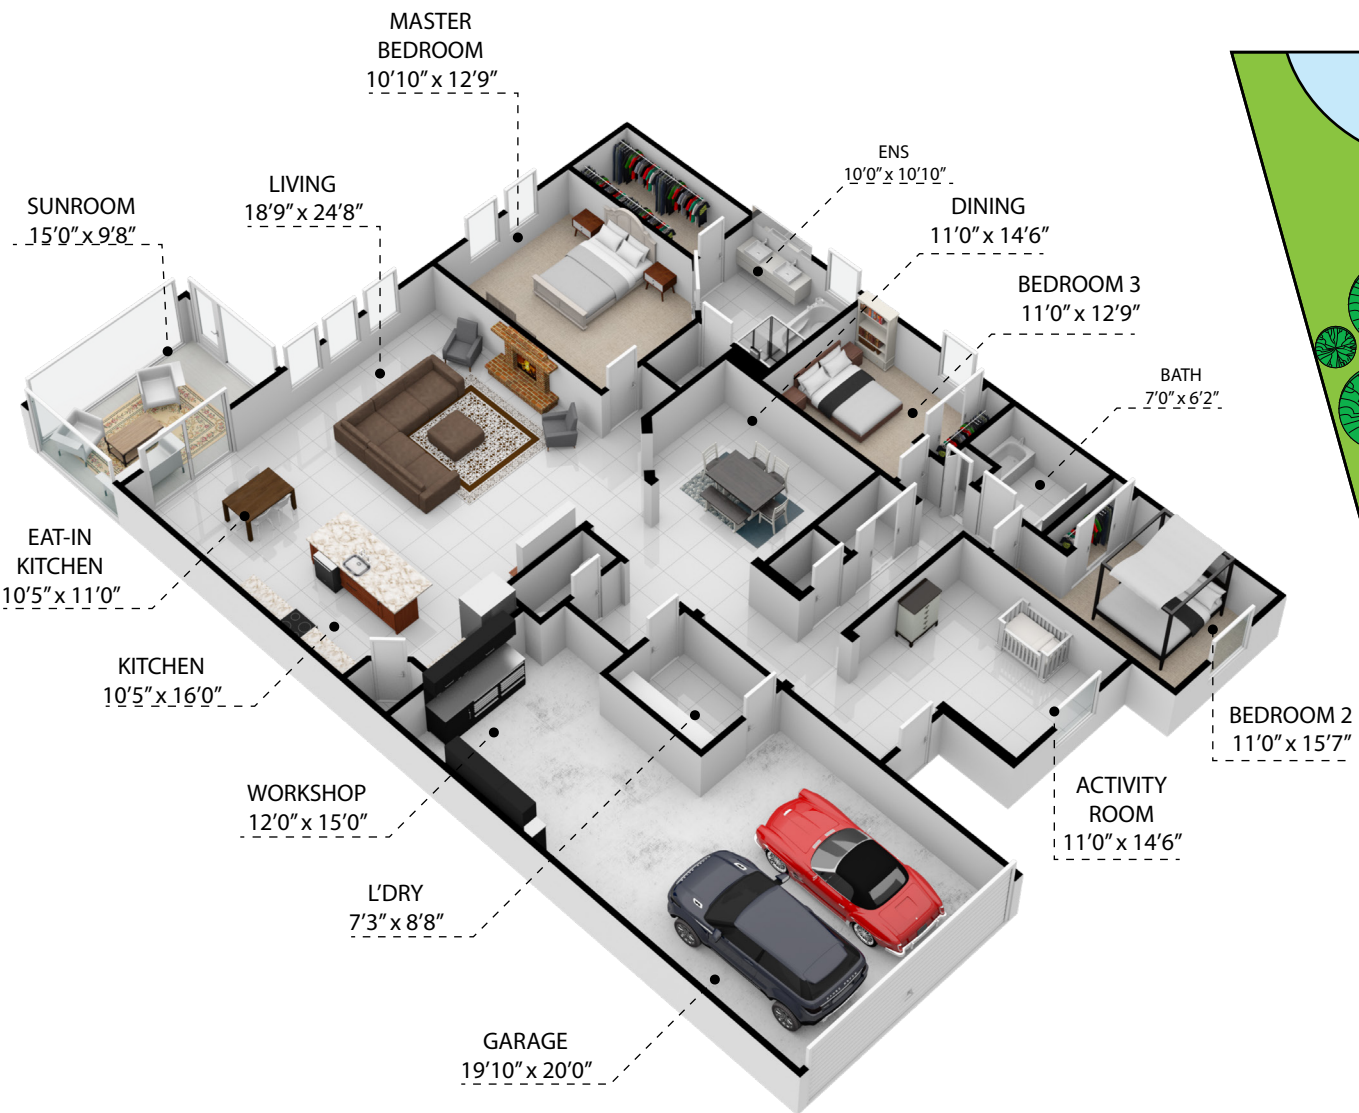 MASTER
BEDROOM
10’10” x 12’9”
ENS
10’0” x 10’10”
LIVING
18’9” x 24’8”
SUNROOM
15’0” x 9’8”
DINING
11’0” x 14’6”
BEDROOM 3
11’0” x 12’9”
BATH
7’0” x 6’2”
EAT-IN
KITCHEN
10’5” x 11’0”
KITCHEN
10’5” x 16’0”
BEDROOM 2
11’0” x 15’7”
WORKSHOP
12’0” x 15’0”
ACTIVITY
ROOM
11’0” x 14’6”
L’DRY
7’3” x 8’8”
GARAGE
19’10” x 20’0”